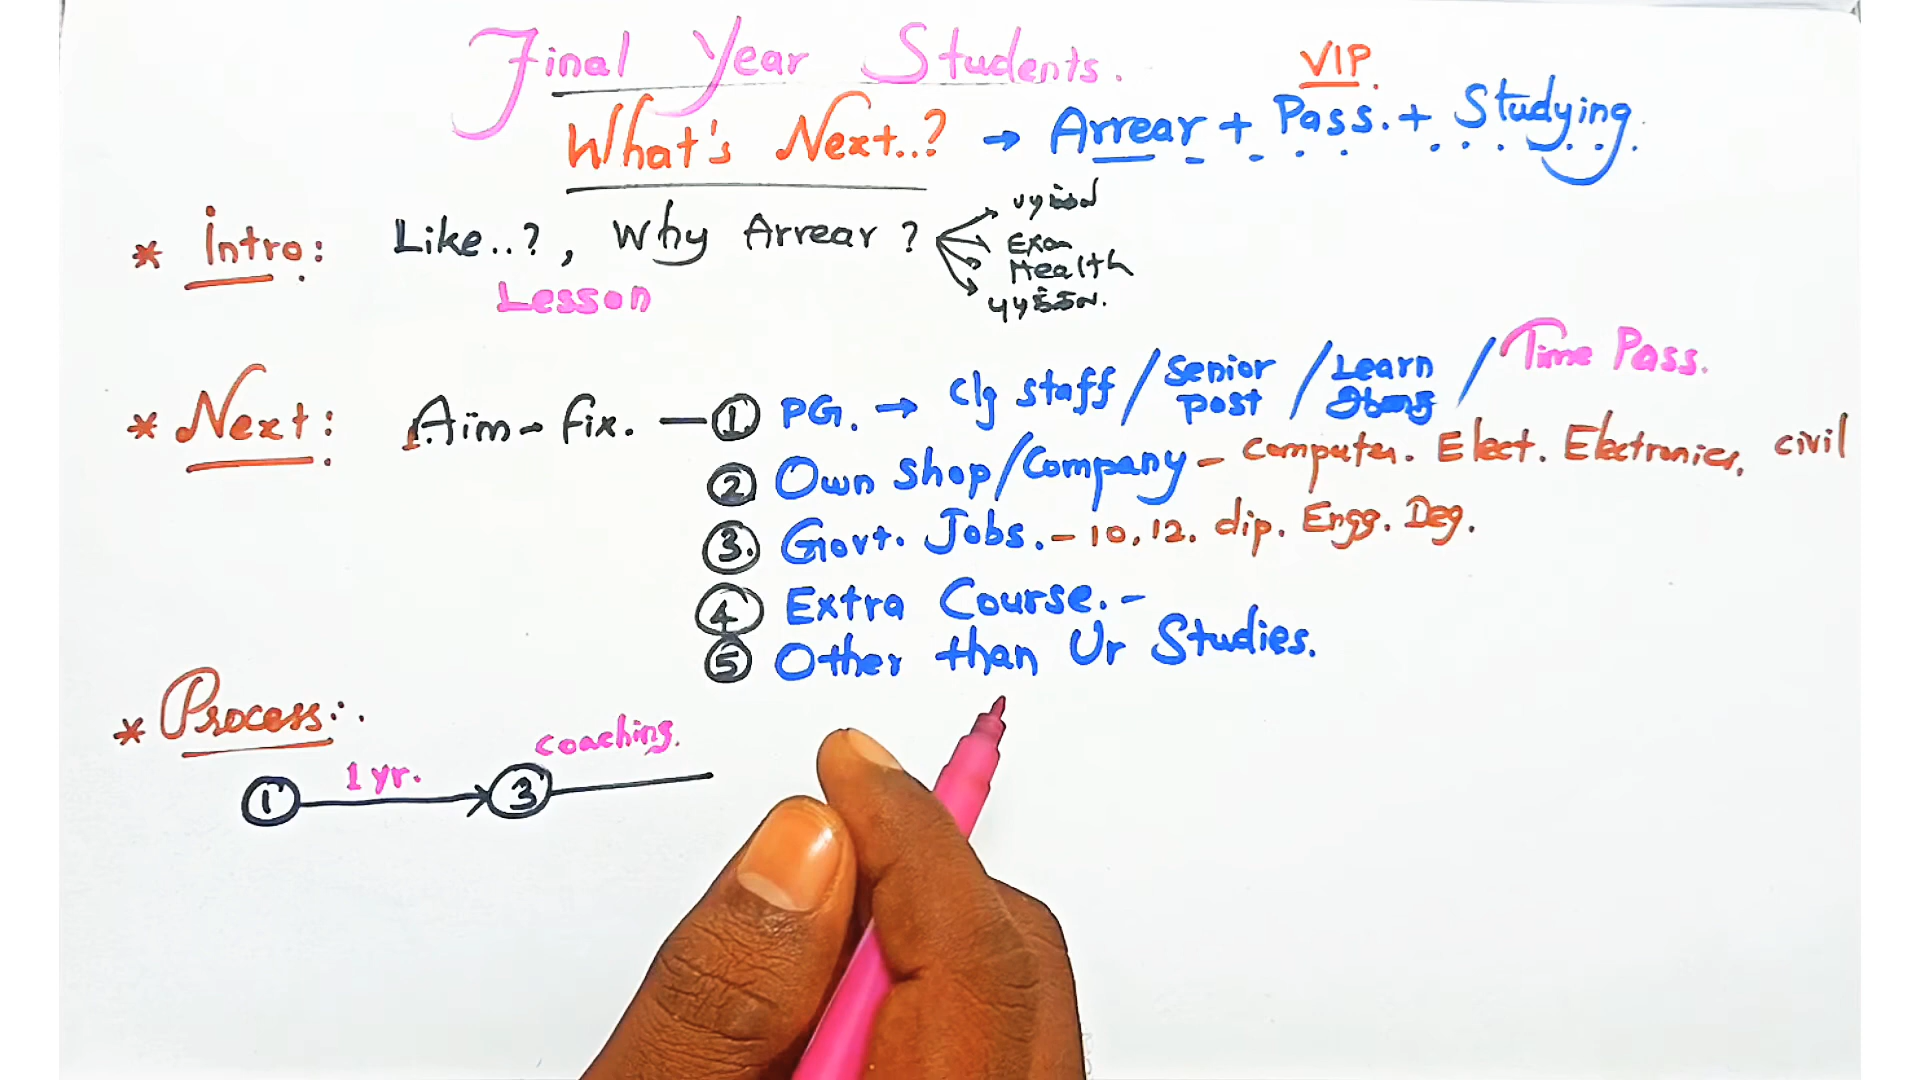 Final Year Students.
VIP.
What's Next..? → Arrear + Pass. + Studying.
* Intro: Like..?, Why Arrear ?
Exam
Health
Lesson
* Next: 1. Aim - fix. — ① PG. → Clg staff / Senior post / Learn / Time Pass.
② Own Shop/Company - Computer. Elect. Electronics, civil
③ Govt. Jobs. - 10, 12. dip. Engg. Deg.
④ Extra Course. -
⑤ Other than Ur Studies.
* Process:
① 1 yr. → ③ coaching.